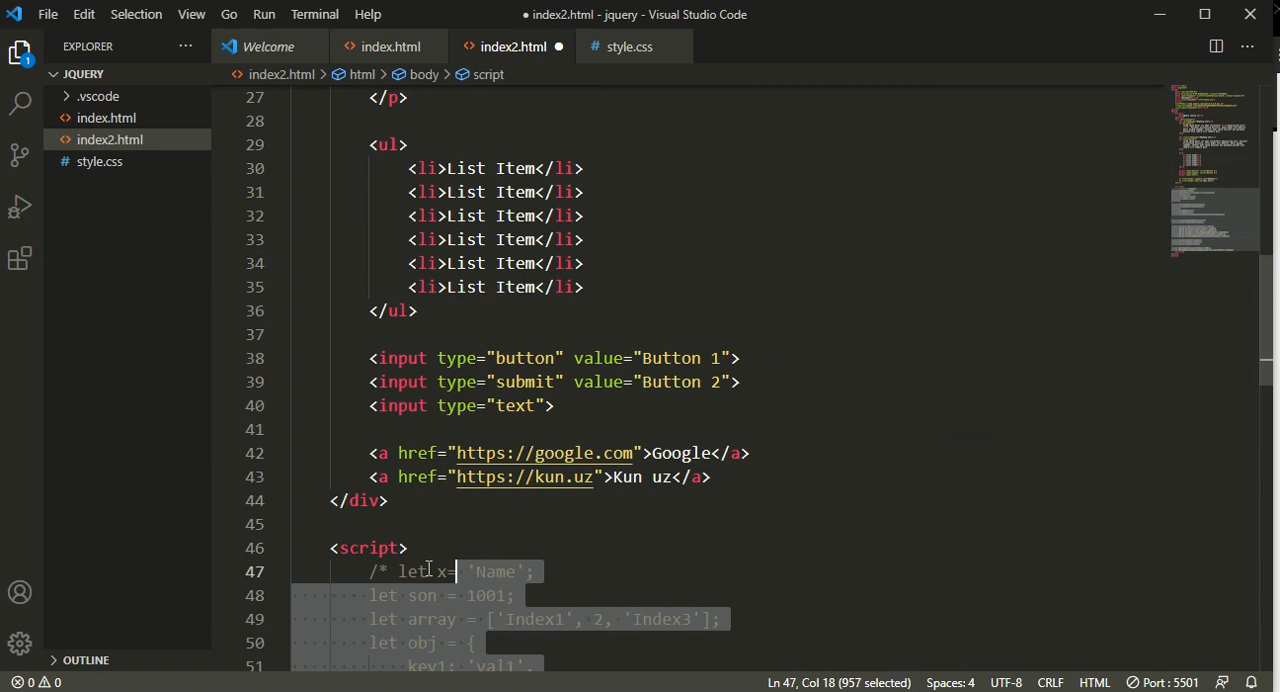 File Edit Selection View Go Run Terminal Help
● index2.html - jquery - Visual Studio Code
EXPLORER ···
Welcome
index.html
index2.html ●
# style.css
JQUERY
index2.html > html > body > script
> .vscode
index.html
index2.html
# style.css
OUTLINE
1
27 </p>
28
29 <ul>
30 <li>List Item</li>
31 <li>List Item</li>
32 <li>List Item</li>
33 <li>List Item</li>
34 <li>List Item</li>
35 <li>List Item</li>
36 </ul>
37
38 <input type="button" value="Button 1">
39 <input type="submit" value="Button 2">
40 <input type="text">
41
42 <a href="https://google.com">Google</a>
43 <a href="https://kun.uz">Kun uz</a>
44 </div>
45
46 <script>
47 /* let x= 'Name';
48 let son = 1001;
49 let array = ['Index1', 2, 'Index3'];
50 let obj = {
51 key1: 'val1',
0 0
Ln 47, Col 18 (957 selected) Spaces: 4 UTF-8 CRLF HTML Port : 5501